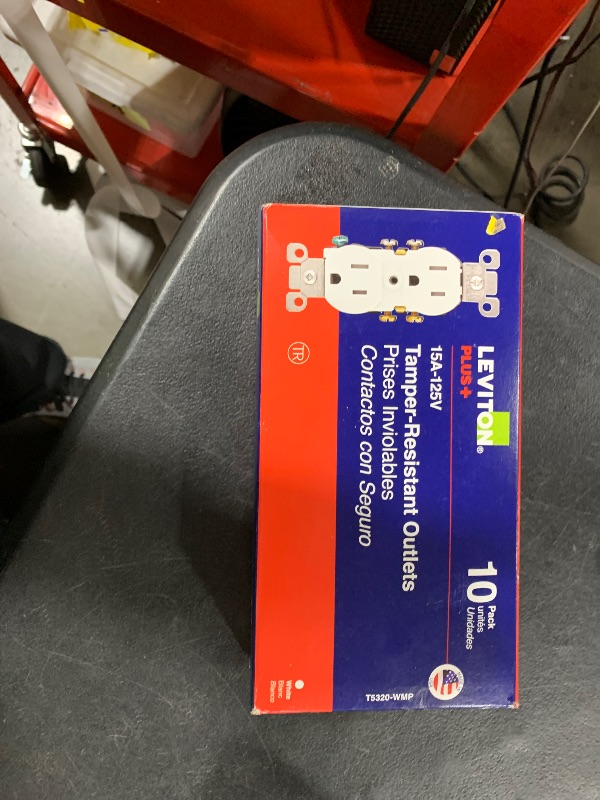 LEVITON®
PLUS+
10
Pack
unités
Unidades
15A-125V
Tamper-Resistant Outlets
Prises Inviolables
Contactos con Seguro
TR
T5320-WMP
White
Blanc
Blanco